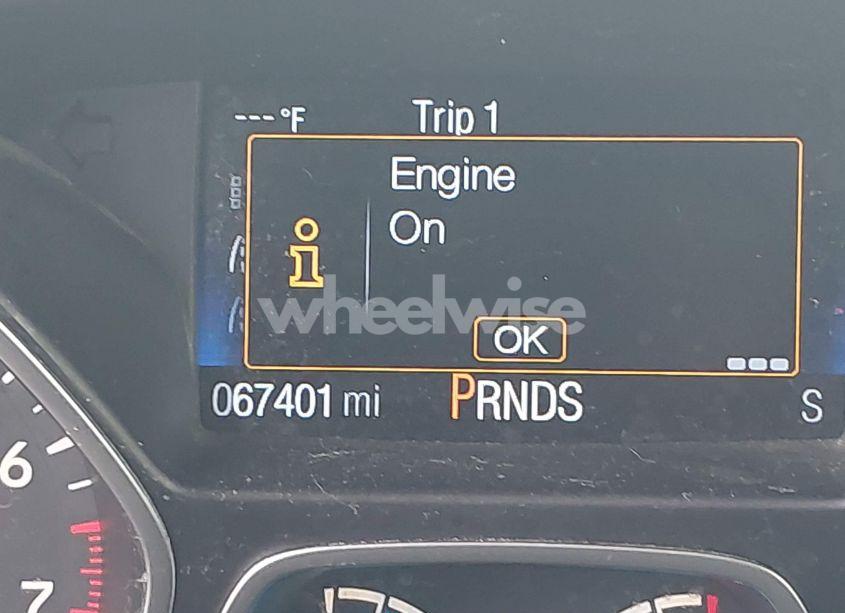 ---°F Trip 1
Engine
On
i
wheelwise
OK
067401 mi PRNDS S
6
7